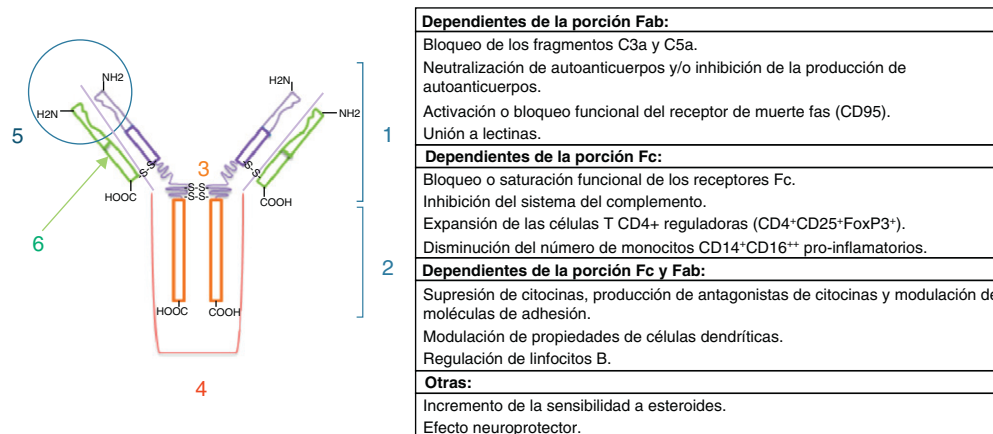 NH2
H2N
H2N
NH2
5
1
3
S-S
-S-S-
-S-S-
S-S
HOOC
COOH
6
2
HOOC
COOH
4
Dependientes de la porción Fab:
Bloqueo de los fragmentos C3a y C5a.
Neutralización de autoanticuerpos y/o inhibición de la producción de
autoanticuerpos.
Activación o bloqueo funcional del receptor de muerte fas (CD95).
Unión a lectinas.
Dependientes de la porción Fc:
Bloqueo o saturación funcional de los receptores Fc.
Inhibición del sistema del complemento.
Expansión de las células T CD4+ reguladoras (CD4⁺CD25⁺FoxP3⁺).
Disminución del número de monocitos CD14⁺CD16⁺⁺ pro-inflamatorios.
Dependientes de la porción Fc y Fab:
Supresión de citocinas, producción de antagonistas de citocinas y modulación de
moléculas de adhesión.
Modulación de propiedades de células dendríticas.
Regulación de linfocitos B.
Otras:
Incremento de la sensibilidad a esteroides.
Efecto neuroprotector.